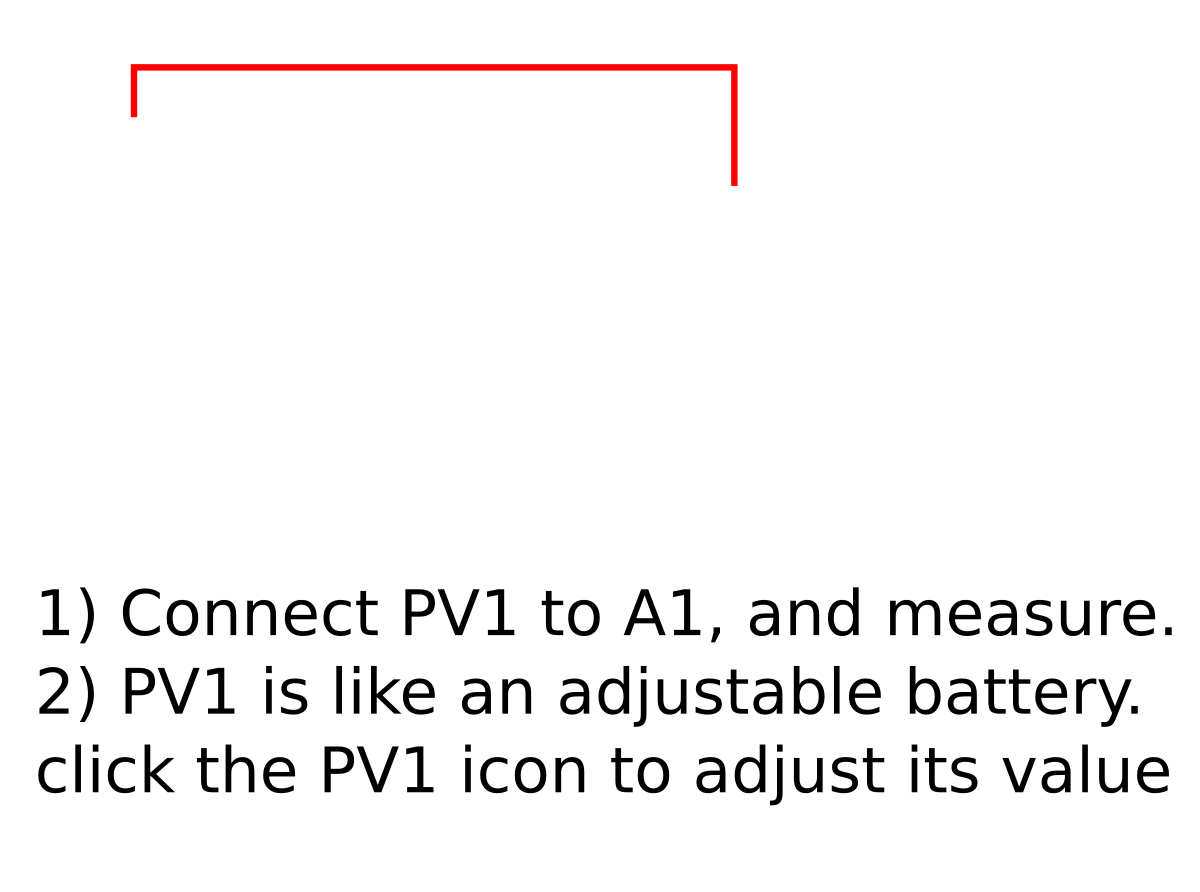 1) Connect PV1 to A1, and measure.
2) PV1 is like an adjustable battery.
click the PV1 icon to adjust its value